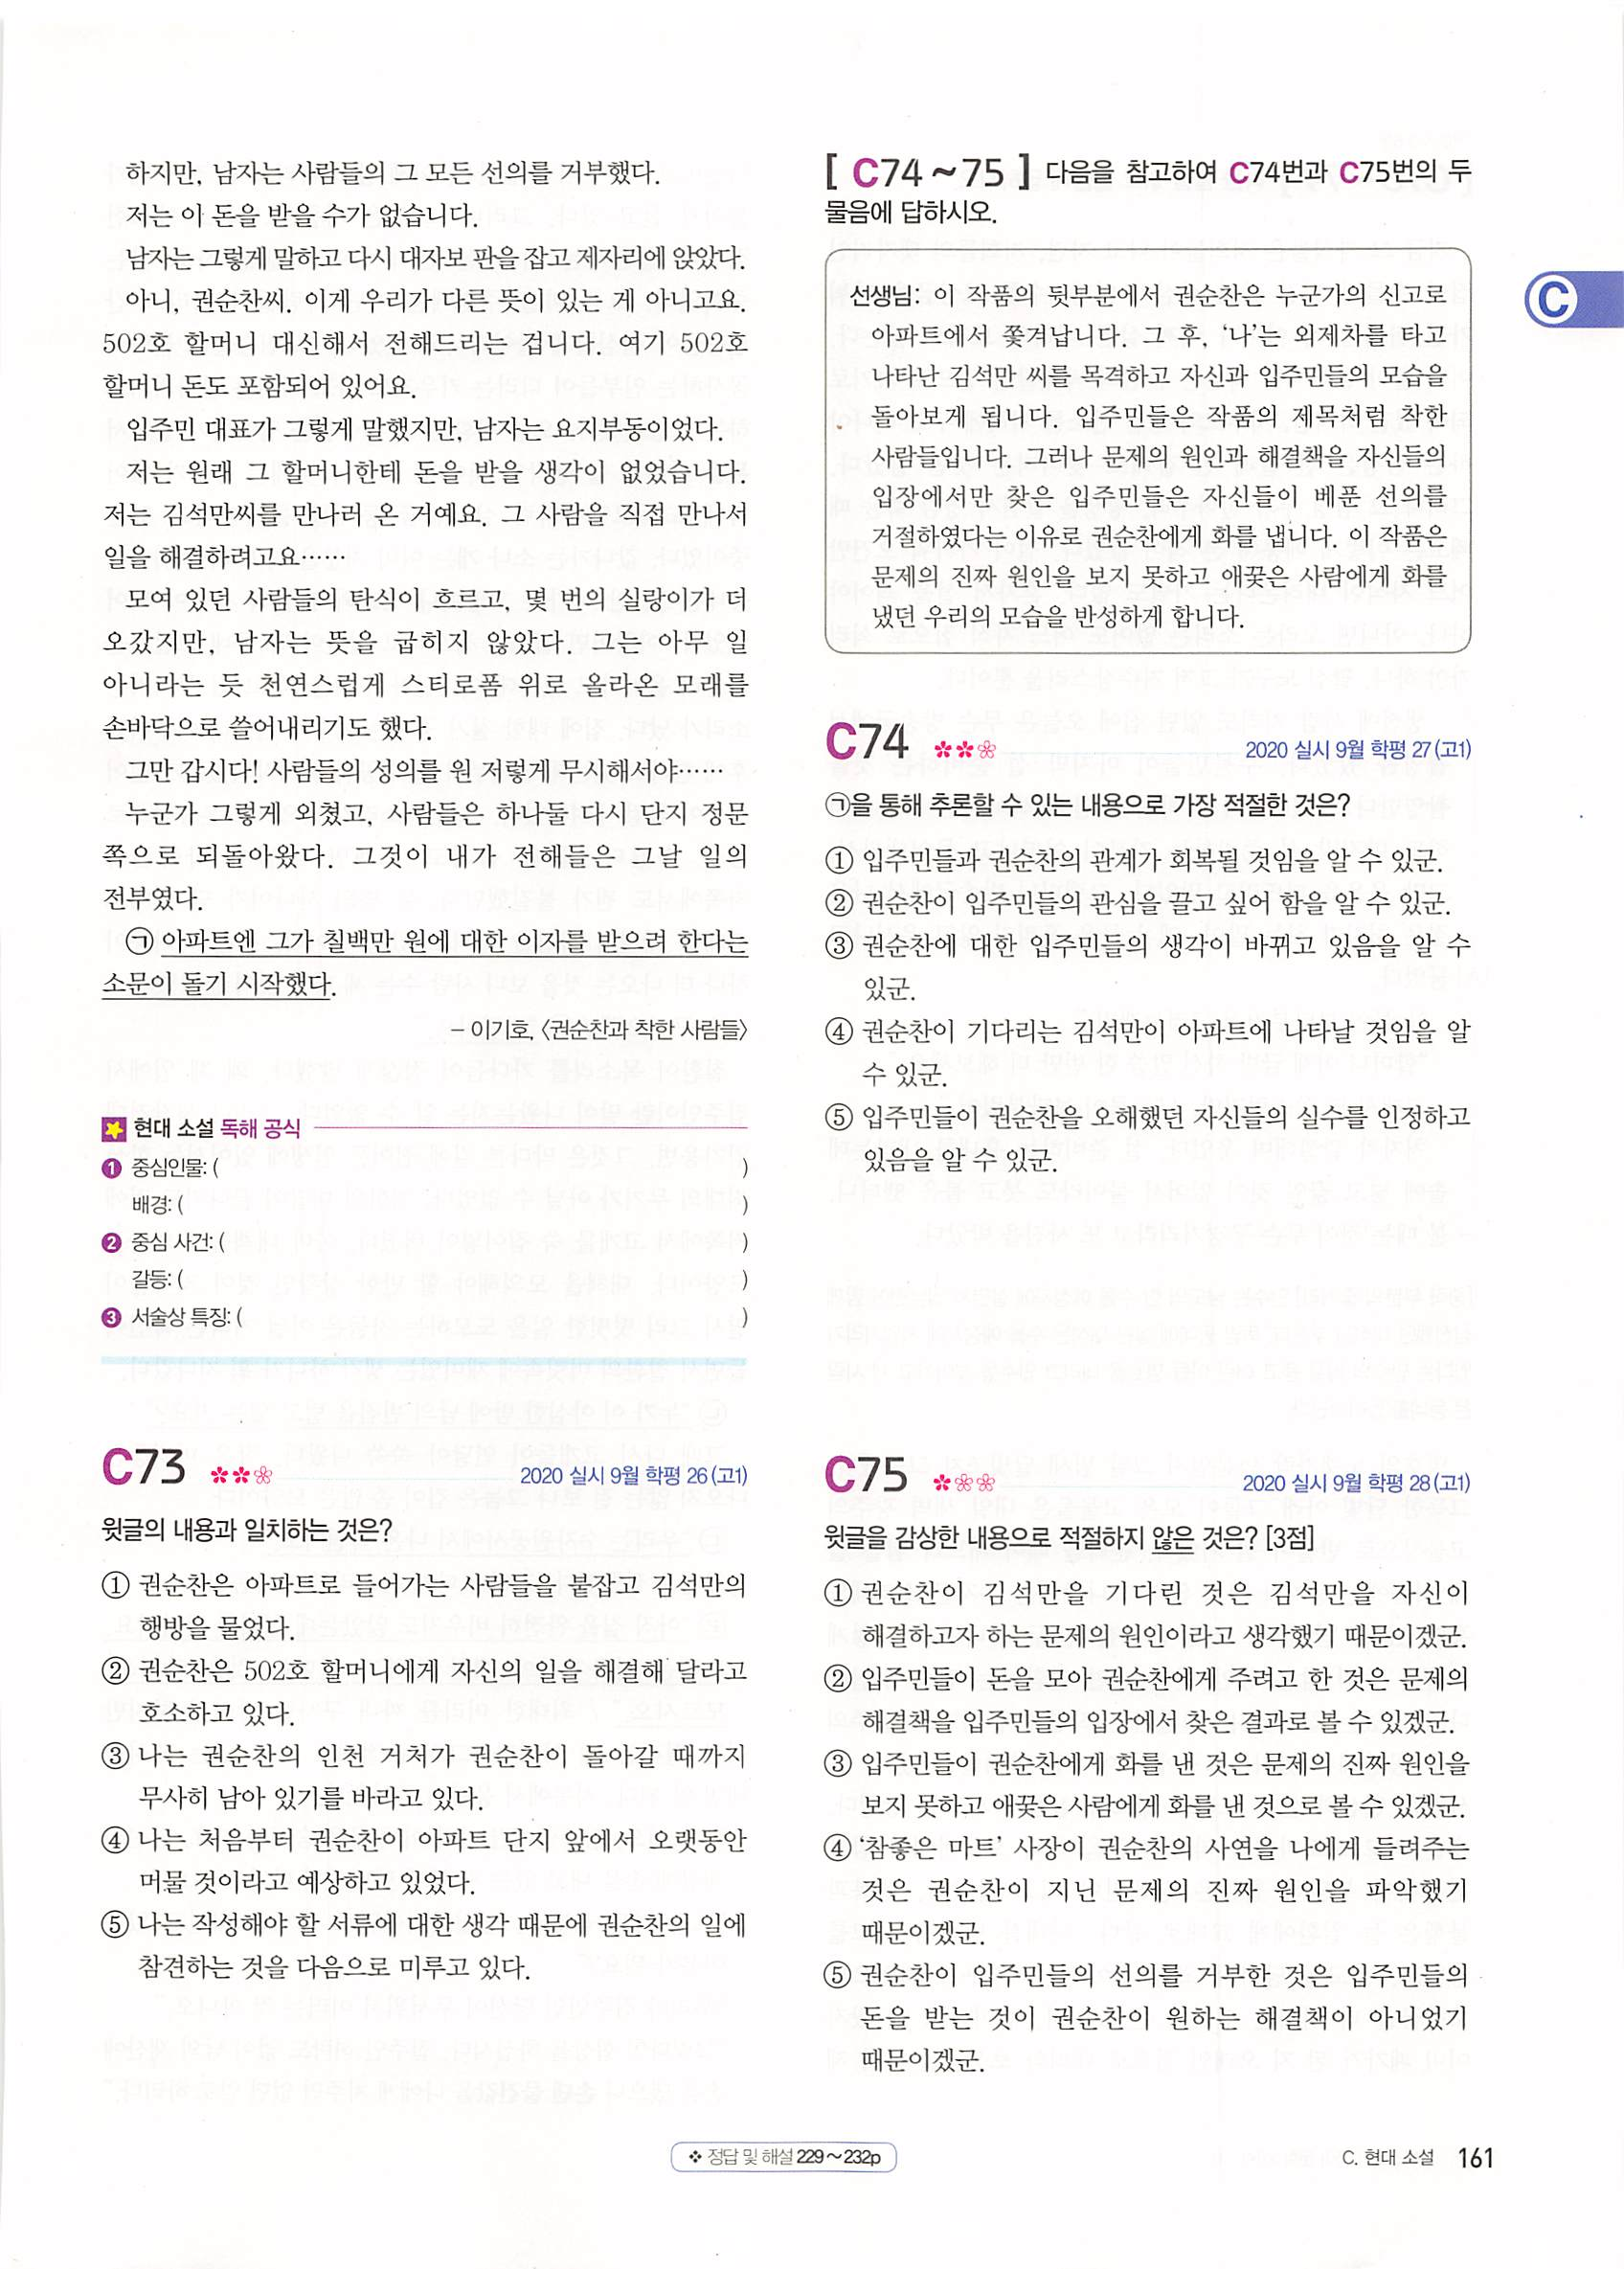 하지만, 남자는 사람들의 그 모든 선의를 거부했다.
저는 이 돈을 받을 수가 없습니다.
남자는 그렇게 말하고 다시 대자보 판을 잡고 제자리에 앉았다.
아니, 권순찬씨. 이게 우리가 다른 뜻이 있는 게 아니고요.
502호 할머니 대신해서 전해드리는 겁니다. 여기 502호
할머니 돈도 포함되어 있어요.
입주민 대표가 그렇게 말했지만, 남자는 요지부동이었다.
저는 원래 그 할머니한테 돈을 받을 생각이 없었습니다.
저는 김석만씨를 만나러 온 거예요. 그 사람을 직접 만나서
일을 해결하려고요……
모여 있던 사람들의 탄식이 흐르고, 몇 번의 실랑이가 더
오갔지만, 남자는 뜻을 굽히지 않았다. 그는 아무 일
아니라는 듯 천연스럽게 스티로폼 위로 올라온 모래를
손바닥으로 쓸어내리기도 했다.
그만 갑시다! 사람들의 성의를 원 저렇게 무시해서야……
누군가 그렇게 외쳤고, 사람들은 하나둘 다시 단지 정문
쪽으로 되돌아왔다. 그것이 내가 전해들은 그날 일의
전부였다.
㉠ 아파트엔 그가 칠백만 원에 대한 이자를 받으려 한다는
소문이 돌기 시작했다.
– 이기호, 〈권순찬과 착한 사람들〉
현대 소설 독해 공식
❶ 중심인물: ( )
배경: ( )
❷ 중심 사건: ( )
갈등: ( )
❸ 서술상 특징: ( )
C73 2020 실시 9월 학평 26(고1)
윗글의 내용과 일치하는 것은?
① 권순찬은 아파트로 들어가는 사람들을 붙잡고 김석만의
행방을 물었다.
② 권순찬은 502호 할머니에게 자신의 일을 해결해 달라고
호소하고 있다.
③ 나는 권순찬의 인천 거처가 권순찬이 돌아갈 때까지
무사히 남아 있기를 바라고 있다.
④ 나는 처음부터 권순찬이 아파트 단지 앞에서 오랫동안
머물 것이라고 예상하고 있었다.
⑤ 나는 작성해야 할 서류에 대한 생각 때문에 권순찬의 일에
참견하는 것을 다음으로 미루고 있다.
[ C74 ~ 75 ] 다음을 참고하여 C74번과 C75번의 두
물음에 답하시오.
선생님: 이 작품의 뒷부분에서 권순찬은 누군가의 신고로
아파트에서 쫓겨납니다. 그 후, ‘나’는 외제차를 타고
나타난 김석만 씨를 목격하고 자신과 입주민들의 모습을
돌아보게 됩니다. 입주민들은 작품의 제목처럼 착한
사람들입니다. 그러나 문제의 원인과 해결책을 자신들의
입장에서만 찾은 입주민들은 자신들이 베푼 선의를
거절하였다는 이유로 권순찬에게 화를 냅니다. 이 작품은
문제의 진짜 원인을 보지 못하고 애꿎은 사람에게 화를
냈던 우리의 모습을 반성하게 합니다.
C74 2020 실시 9월 학평 27(고1)
㉠을 통해 추론할 수 있는 내용으로 가장 적절한 것은?
① 입주민들과 권순찬의 관계가 회복될 것임을 알 수 있군.
② 권순찬이 입주민들의 관심을 끌고 싶어 함을 알 수 있군.
③ 권순찬에 대한 입주민들의 생각이 바뀌고 있음을 알 수
있군.
④ 권순찬이 기다리는 김석만이 아파트에 나타날 것임을 알
수 있군.
⑤ 입주민들이 권순찬을 오해했던 자신들의 실수를 인정하고
있음을 알 수 있군.
C75 2020 실시 9월 학평 28(고1)
윗글을 감상한 내용으로 적절하지 않은 것은? [3점]
① 권순찬이 김석만을 기다린 것은 김석만을 자신이
해결하고자 하는 문제의 원인이라고 생각했기 때문이겠군.
② 입주민들이 돈을 모아 권순찬에게 주려고 한 것은 문제의
해결책을 입주민들의 입장에서 찾은 결과로 볼 수 있겠군.
③ 입주민들이 권순찬에게 화를 낸 것은 문제의 진짜 원인을
보지 못하고 애꿎은 사람에게 화를 낸 것으로 볼 수 있겠군.
④ ‘참좋은 마트’ 사장이 권순찬의 사연을 나에게 들려주는
것은 권순찬이 지닌 문제의 진짜 원인을 파악했기
때문이겠군.
⑤ 권순찬이 입주민들의 선의를 거부한 것은 입주민들의
돈을 받는 것이 권순찬이 원하는 해결책이 아니었기
때문이겠군.
C
❖ 정답 및 해설 229~232p
C. 현대 소설 161